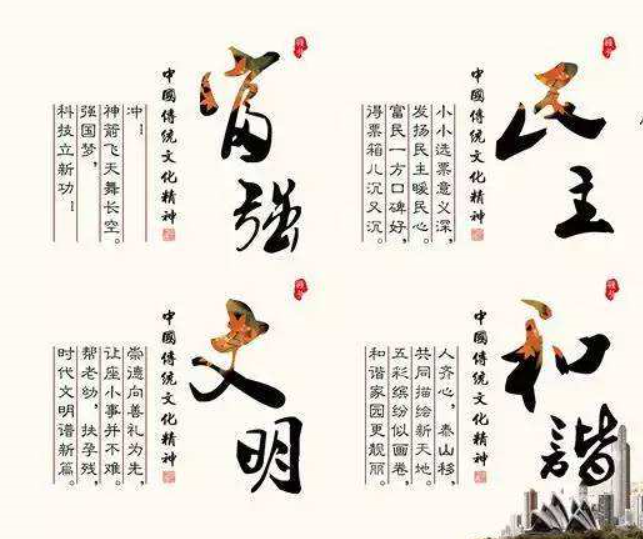 富强
中國傳統文化精神
冲！
神箭飞天舞长空。
强国梦，
科技立新功！
民主
中國傳統文化精神
小小选票意义深，
发扬民主暖民心。
富民一方口碑好，
得票箱儿沉又沉。
文明
中國傳統文化精神
崇德向善礼为先，
让座小事并不难。
帮老幼，扶孕残，
时代文明谱新篇。
和諧
中國傳統文化精神
人齐心，泰山移，
共同描绘新天地。
五彩缤纷似画卷，
和谐家园更靓丽。